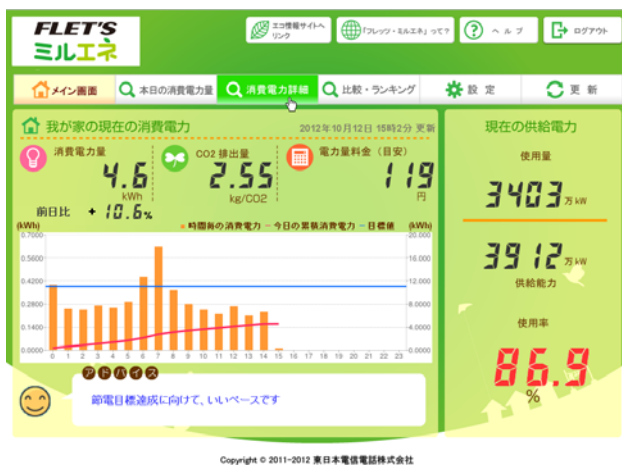 FLET'S
ミルエネ
エコ情報サイトへ
リンク
「フレッツ・ミルエネ」って?
ヘルプ
ログアウト
メイン画面
本日の消費電力量
消費電力詳細
比較・ランキング
設定
更新
我が家の現在の消費電力
2012年10月12日 15時2分 更新
消費電力量
4.6
kWh
CO2 排出量
2.55
kg/CO2
電力量料金（目安）
119
円
前日比 + 10.6%
(kWh)
時間毎の消費電力 - 今日の累積消費電力 - 目標値
(kWh)
0.7000
0.5600
0.4200
0.2800
0.1400
0.0000
20.000
16.000
12.000
8.0000
4.0000
0.0000
0 1 2 3 4 5 6 7 8 9 10 11 12 13 14 15 16 17 18 19 20 21 22 23
アドバイス
節電目標達成に向けて、いいペースです
現在の供給電力
使用量
3403万kW
3912万kW
供給能力
使用率
86.9
%
Copyright © 2011-2012 東日本電信電話株式会社